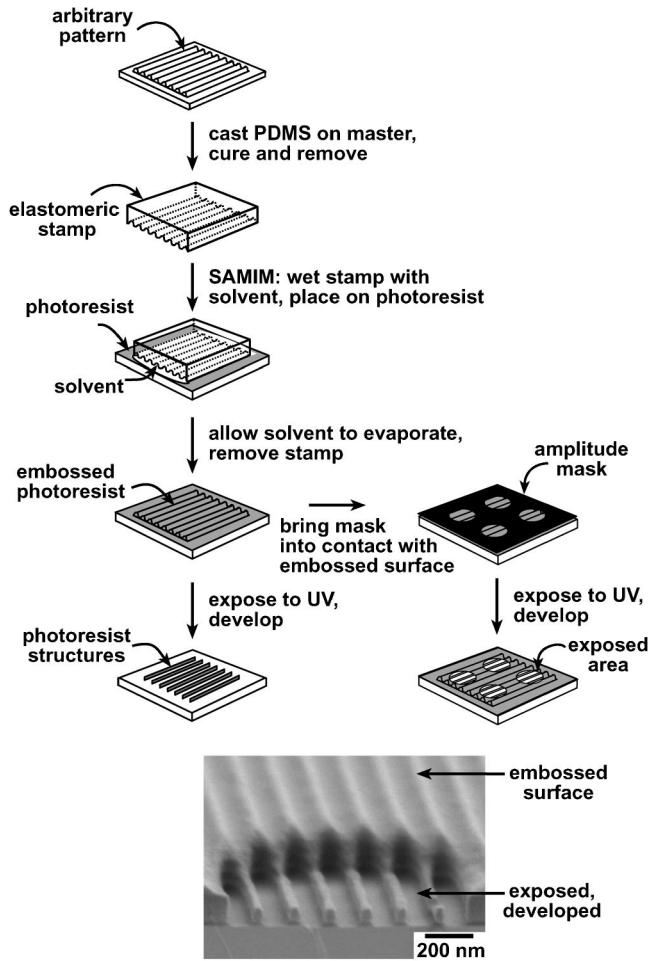 arbitrary
pattern
cast PDMS on master,
cure and remove
elastomeric
stamp
SAMIM: wet stamp with
solvent, place on photoresist
photoresist
solvent
allow solvent to evaporate,
remove stamp
embossed
photoresist
amplitude
mask
bring mask
into contact with
embossed surface
expose to UV,
develop
expose to UV,
develop
photoresist
structures
exposed
area
embossed
surface
exposed,
developed
200 nm